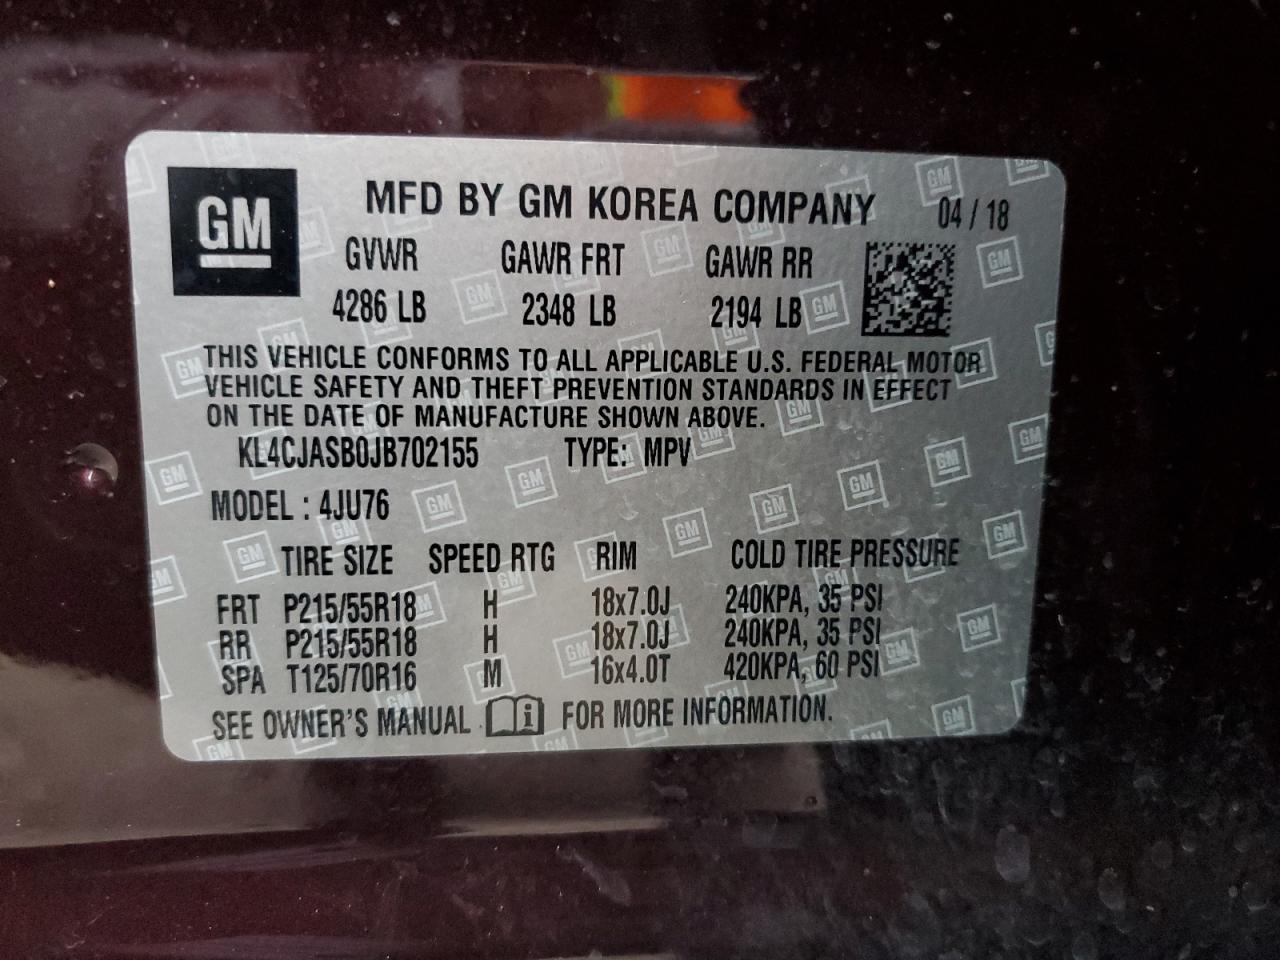 GM MFD BY GM KOREA COMPANY 04 / 18
GVWR GAWR FRT GAWR RR
4286 LB 2348 LB 2194 LB
THIS VEHICLE CONFORMS TO ALL APPLICABLE U.S. FEDERAL MOTOR
VEHICLE SAFETY AND THEFT PREVENTION STANDARDS IN EFFECT
ON THE DATE OF MANUFACTURE SHOWN ABOVE.
KL4CJASB0JB702155 TYPE: MPV
MODEL : 4JU76
TIRE SIZE SPEED RTG RIM COLD TIRE PRESSURE
FRT P215/55R18 H 18x7.0J 240KPA, 35 PSI
RR P215/55R18 H 18x7.0J 240KPA, 35 PSI
SPA T125/70R16 M 16x4.0T 420KPA, 60 PSI
SEE OWNER'S MANUAL i FOR MORE INFORMATION.